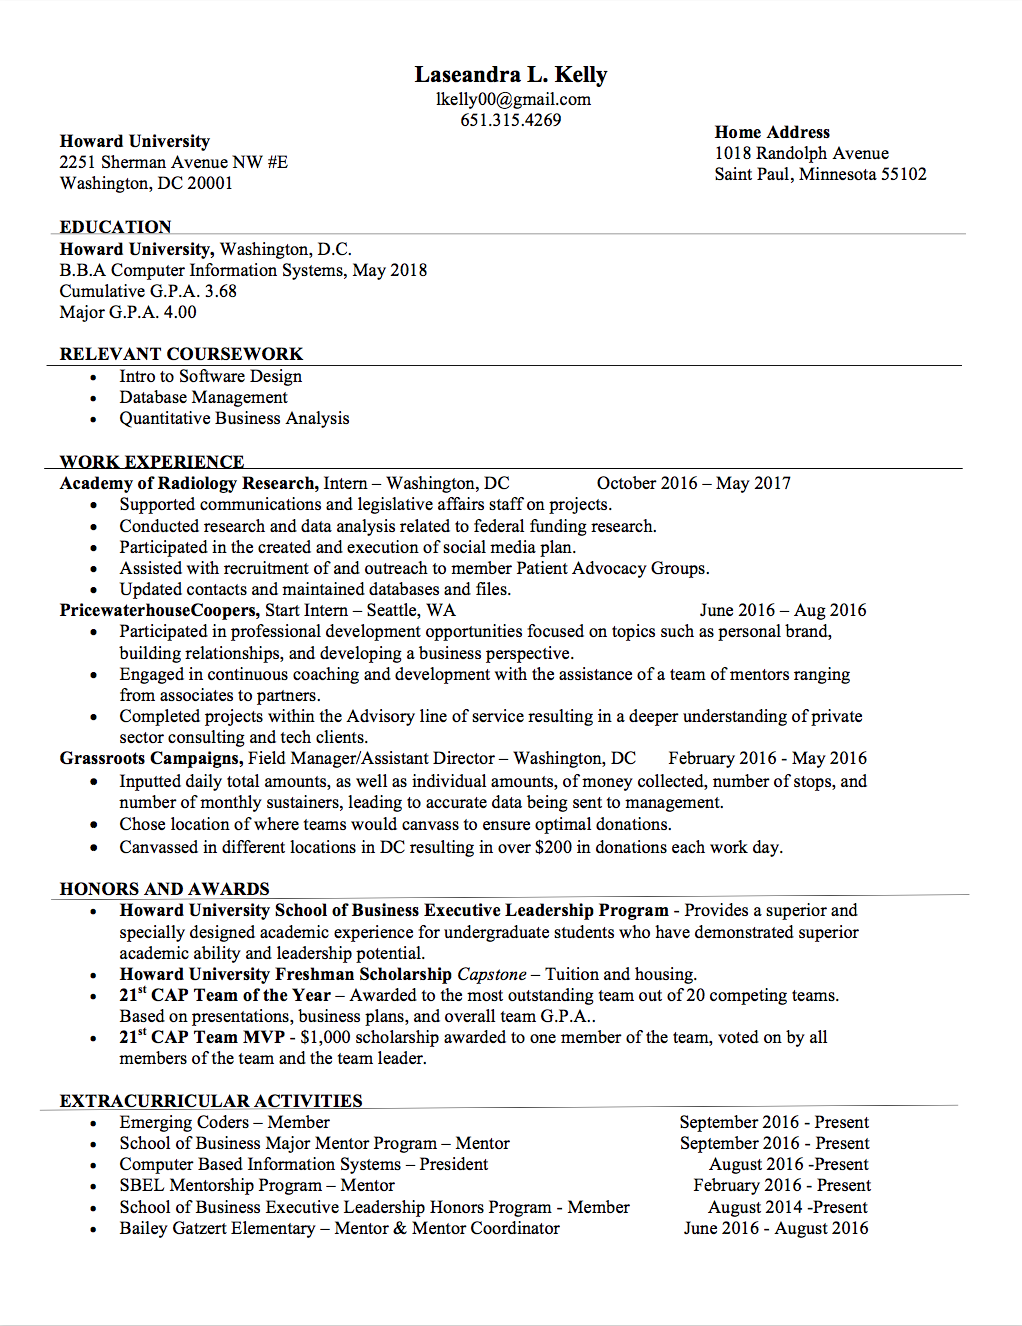 Laseandra L. Kelly
lkelly00@gmail.com
651.315.4269
Howard University
2251 Sherman Avenue NW #E
Washington, DC 20001
Home Address
1018 Randolph Avenue
Saint Paul, Minnesota 55102
EDUCATION
Howard University, Washington, D.C.
B.B.A Computer Information Systems, May 2018
Cumulative G.P.A. 3.68
Major G.P.A. 4.00
RELEVANT COURSEWORK
• Intro to Software Design
• Database Management
• Quantitative Business Analysis
WORK EXPERIENCE
Academy of Radiology Research, Intern – Washington, DC October 2016 – May 2017
• Supported communications and legislative affairs staff on projects.
• Conducted research and data analysis related to federal funding research.
• Participated in the created and execution of social media plan.
• Assisted with recruitment of and outreach to member Patient Advocacy Groups.
• Updated contacts and maintained databases and files.
PricewaterhouseCoopers, Start Intern – Seattle, WA June 2016 – Aug 2016
• Participated in professional development opportunities focused on topics such as personal brand,
building relationships, and developing a business perspective.
• Engaged in continuous coaching and development with the assistance of a team of mentors ranging
from associates to partners.
• Completed projects within the Advisory line of service resulting in a deeper understanding of private
sector consulting and tech clients.
Grassroots Campaigns, Field Manager/Assistant Director – Washington, DC February 2016 - May 2016
• Inputted daily total amounts, as well as individual amounts, of money collected, number of stops, and
number of monthly sustainers, leading to accurate data being sent to management.
• Chose location of where teams would canvass to ensure optimal donations.
• Canvassed in different locations in DC resulting in over $200 in donations each work day.
HONORS AND AWARDS
• Howard University School of Business Executive Leadership Program - Provides a superior and
specially designed academic experience for undergraduate students who have demonstrated superior
academic ability and leadership potential.
• Howard University Freshman Scholarship Capstone – Tuition and housing.
• 21st CAP Team of the Year – Awarded to the most outstanding team out of 20 competing teams.
Based on presentations, business plans, and overall team G.P.A..
• 21st CAP Team MVP - $1,000 scholarship awarded to one member of the team, voted on by all
members of the team and the team leader.
EXTRACURRICULAR ACTIVITIES
• Emerging Coders – Member September 2016 - Present
• School of Business Major Mentor Program – Mentor September 2016 - Present
• Computer Based Information Systems – President August 2016 -Present
• SBEL Mentorship Program – Mentor February 2016 - Present
• School of Business Executive Leadership Honors Program - Member August 2014 -Present
• Bailey Gatzert Elementary – Mentor & Mentor Coordinator June 2016 - August 2016